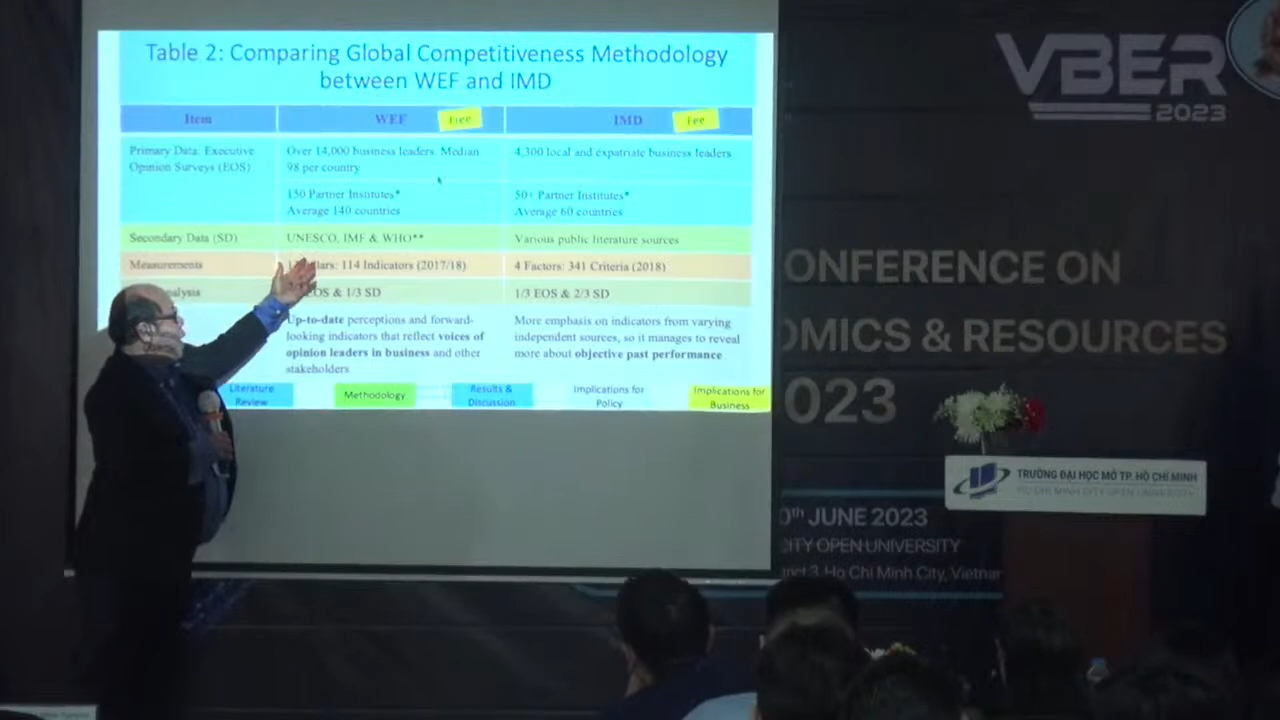 Table 2: Comparing Global Competitiveness Methodology
between WEF and IMD
Item
WEF
Free
IMD
Fee
Primary Data: Executive
Opinion Surveys (EOS)
Over 14,000 business leaders. Median
98 per country
4,300 local and expatriate business leaders
150 Partner Institutes*
Average 140 countries
50+ Partner Institutes*
Average 60 countries
Secondary Data (SD)
UNESCO, IMF & WHO**
Various public literature sources
Measurements
114 Indicators (2017/18)
4 Factors: 341 Criteria (2018)
EOS & 1/3 SD
1/3 EOS & 2/3 SD
Up-to-date perceptions and forward-
looking indicators that reflect voices of
opinion leaders in business and other
stakeholders
More emphasis on indicators from varying
independent sources, so it manages to reveal
more about objective past performance
Literature
Review
Methodology
Results &
Discussion
Implications for
Policy
Implications for
Business
VBER
2023
ONFERENCE ON
OMICS & RESOURCES
023
TRƯỜNG ĐẠI HỌC MỞ TP. HỒ CHÍ MINH
HO CHI MINH CITY OPEN UNIVERSITY
0th JUNE 2023
CITY OPEN UNIVERSITY
3, Ho Chi Minh City, Vietnam